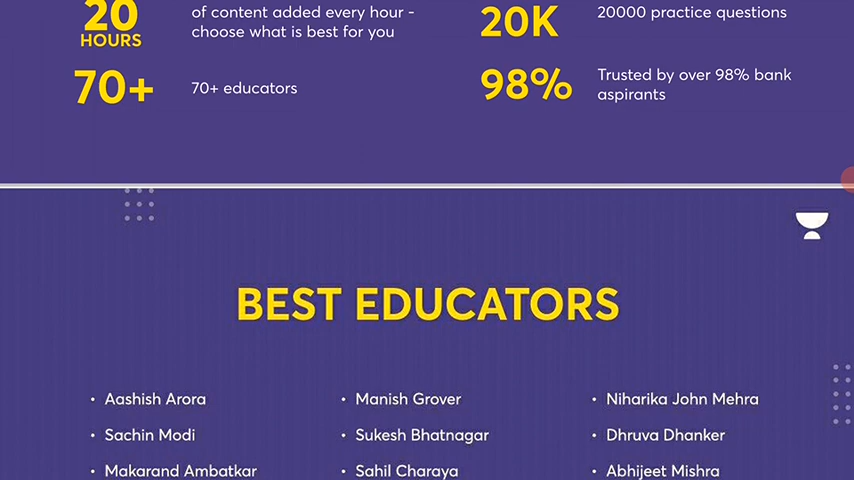 20
HOURS
of content added every hour -
choose what is best for you
20K
20000 practice questions
70+
70+ educators
98%
Trusted by over 98% bank
aspirants
BEST EDUCATORS
• Aashish Arora
• Manish Grover
• Niharika John Mehra
• Sachin Modi
• Sukesh Bhatnagar
• Dhruva Dhanker
• Makarand Ambatkar
• Sahil Charaya
• Abhijeet Mishra